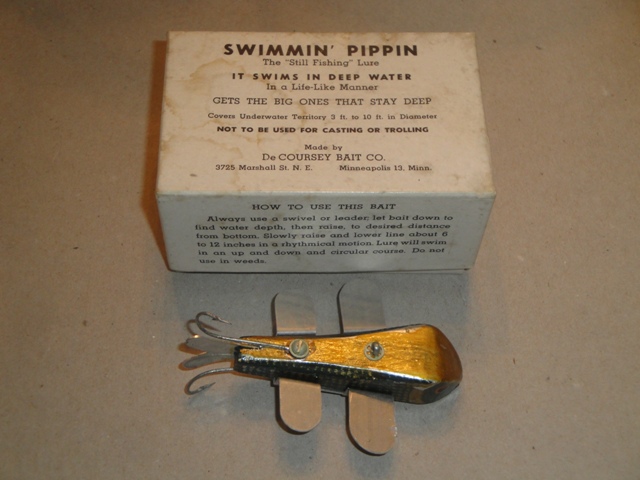 SWIMMIN' PIPPIN
The "Still Fishing" Lure
IT SWIMS IN DEEP WATER
In a Life-Like Manner
GETS THE BIG ONES THAT STAY DEEP
Covers Underwater Territory 3 ft. to 10 ft. in Diameter
NOT TO BE USED FOR CASTING OR TROLLING
Made by
De COURSEY BAIT CO.
3725 Marshall St. N. E. Minneapolis 13, Minn.
HOW TO USE THIS BAIT
Always use a swivel or leader; let bait down to
find water depth, then raise, to desired distance
from bottom. Slowly raise and lower line about 6
to 12 inches in a rhythmical motion. Lure will swim
in an up and down and circular course. Do not
use in weeds.